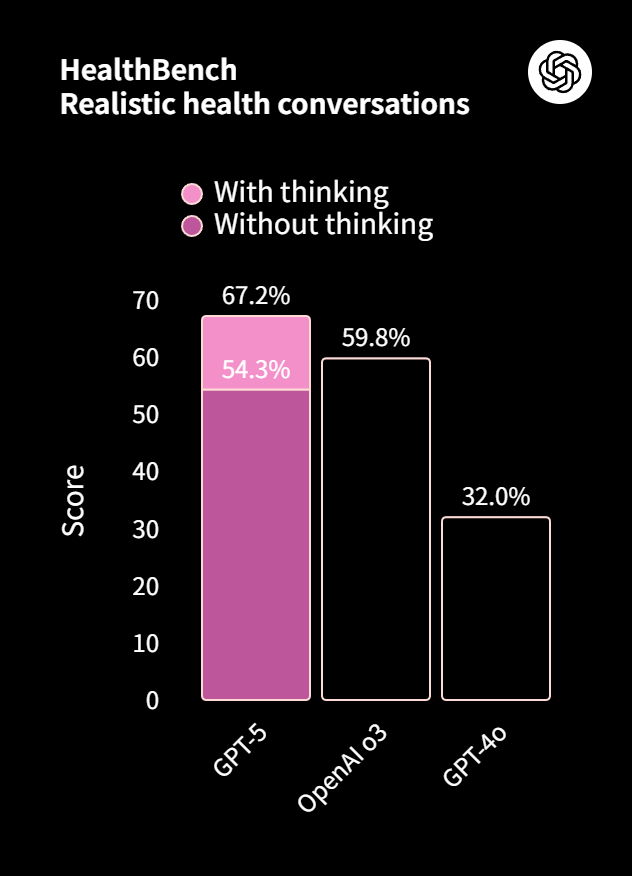 HealthBench
Realistic health conversations
With thinking
Without thinking
67.2%
54.3%
59.8%
32.0%
70
60
50
40
30
20
10
0
Score
GPT-5
OpenAI o3
GPT-4o